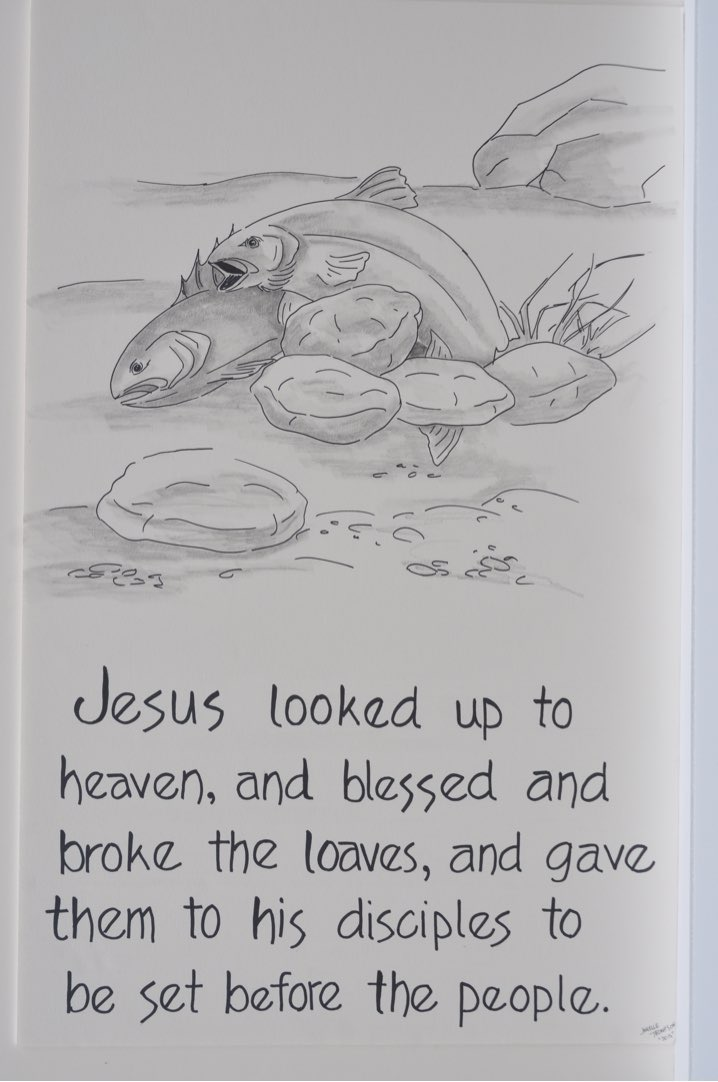 Jesus looked up to
heaven, and blessed and
broke the loaves, and gave
them to his disciples to
be set before the people.